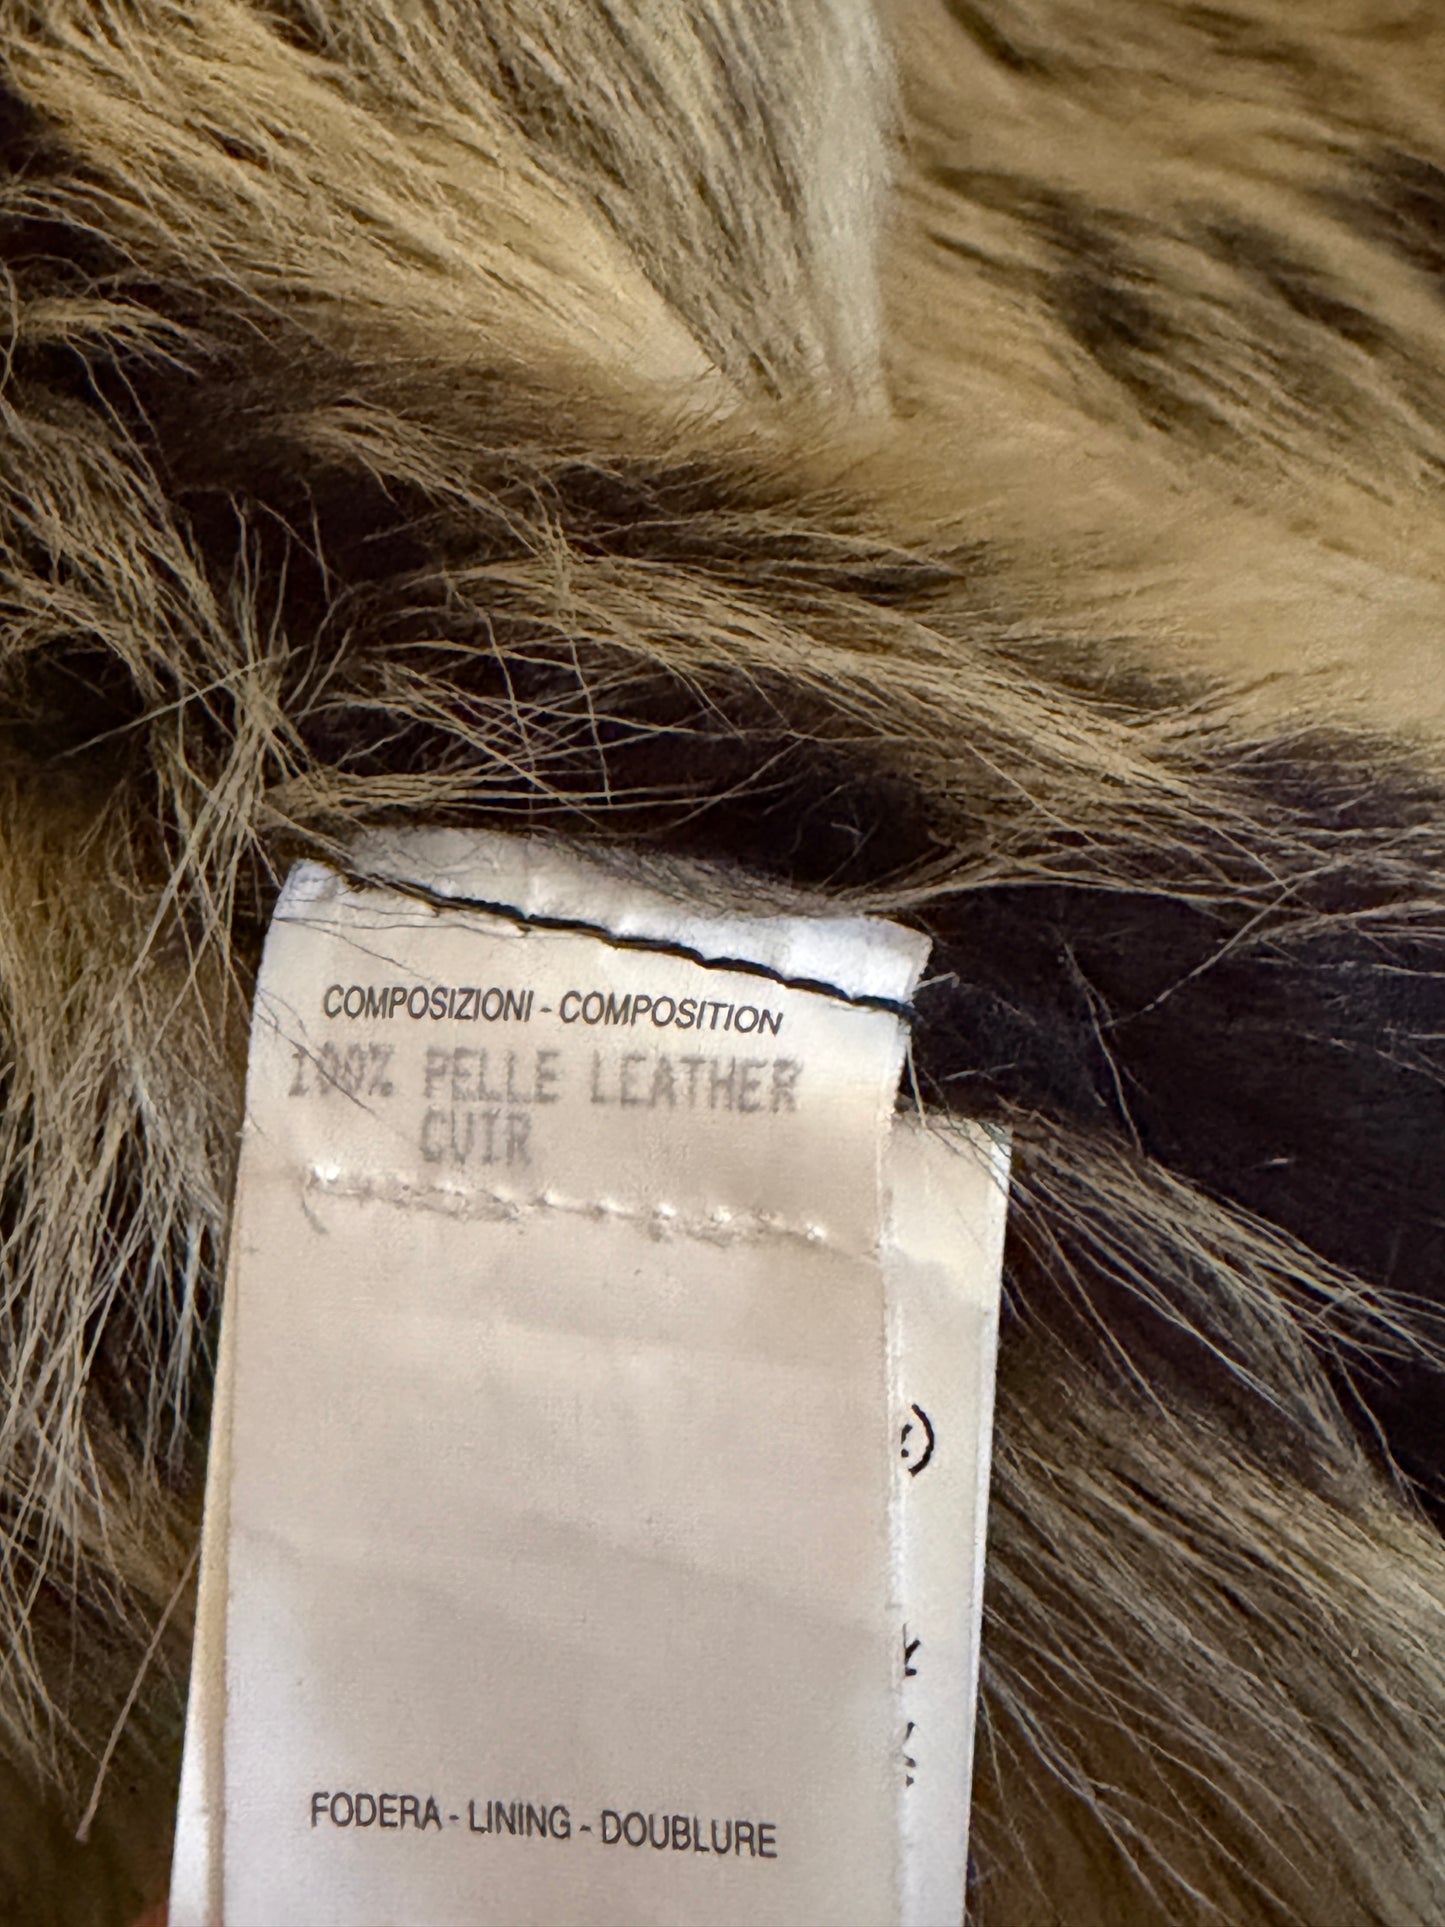 COMPOSIZIONI - COMPOSITION
100% PELLE LEATHER
CUIR
FODERA - LINING - DOUBLURE